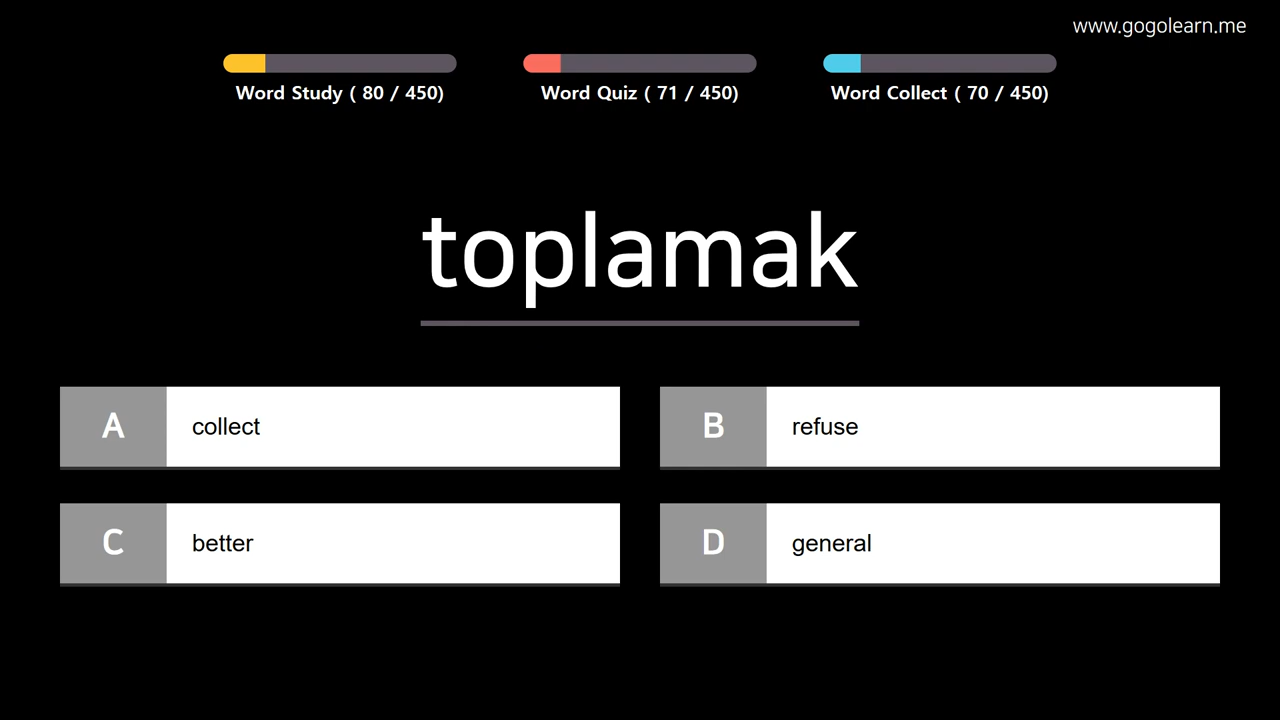 www.gogolearn.me
Word Study ( 80 / 450)
Word Quiz ( 71 / 450)
Word Collect ( 70 / 450)
toplamak
A collect
B refuse
C better
D general